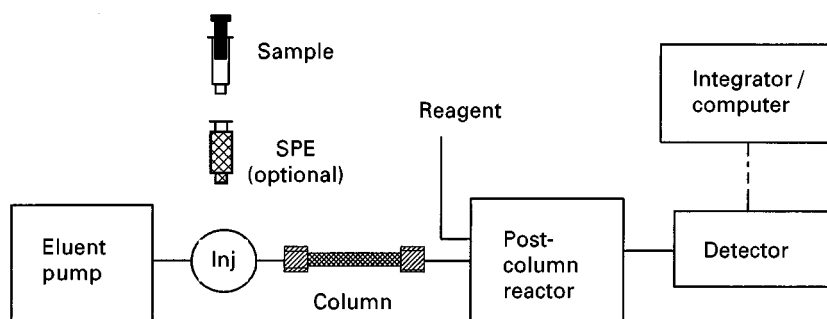 Sample
SPE
(optional)
Reagent
Integrator /
computer
Eluent
pump
Inj
Column
Post-
column
reactor
Detector